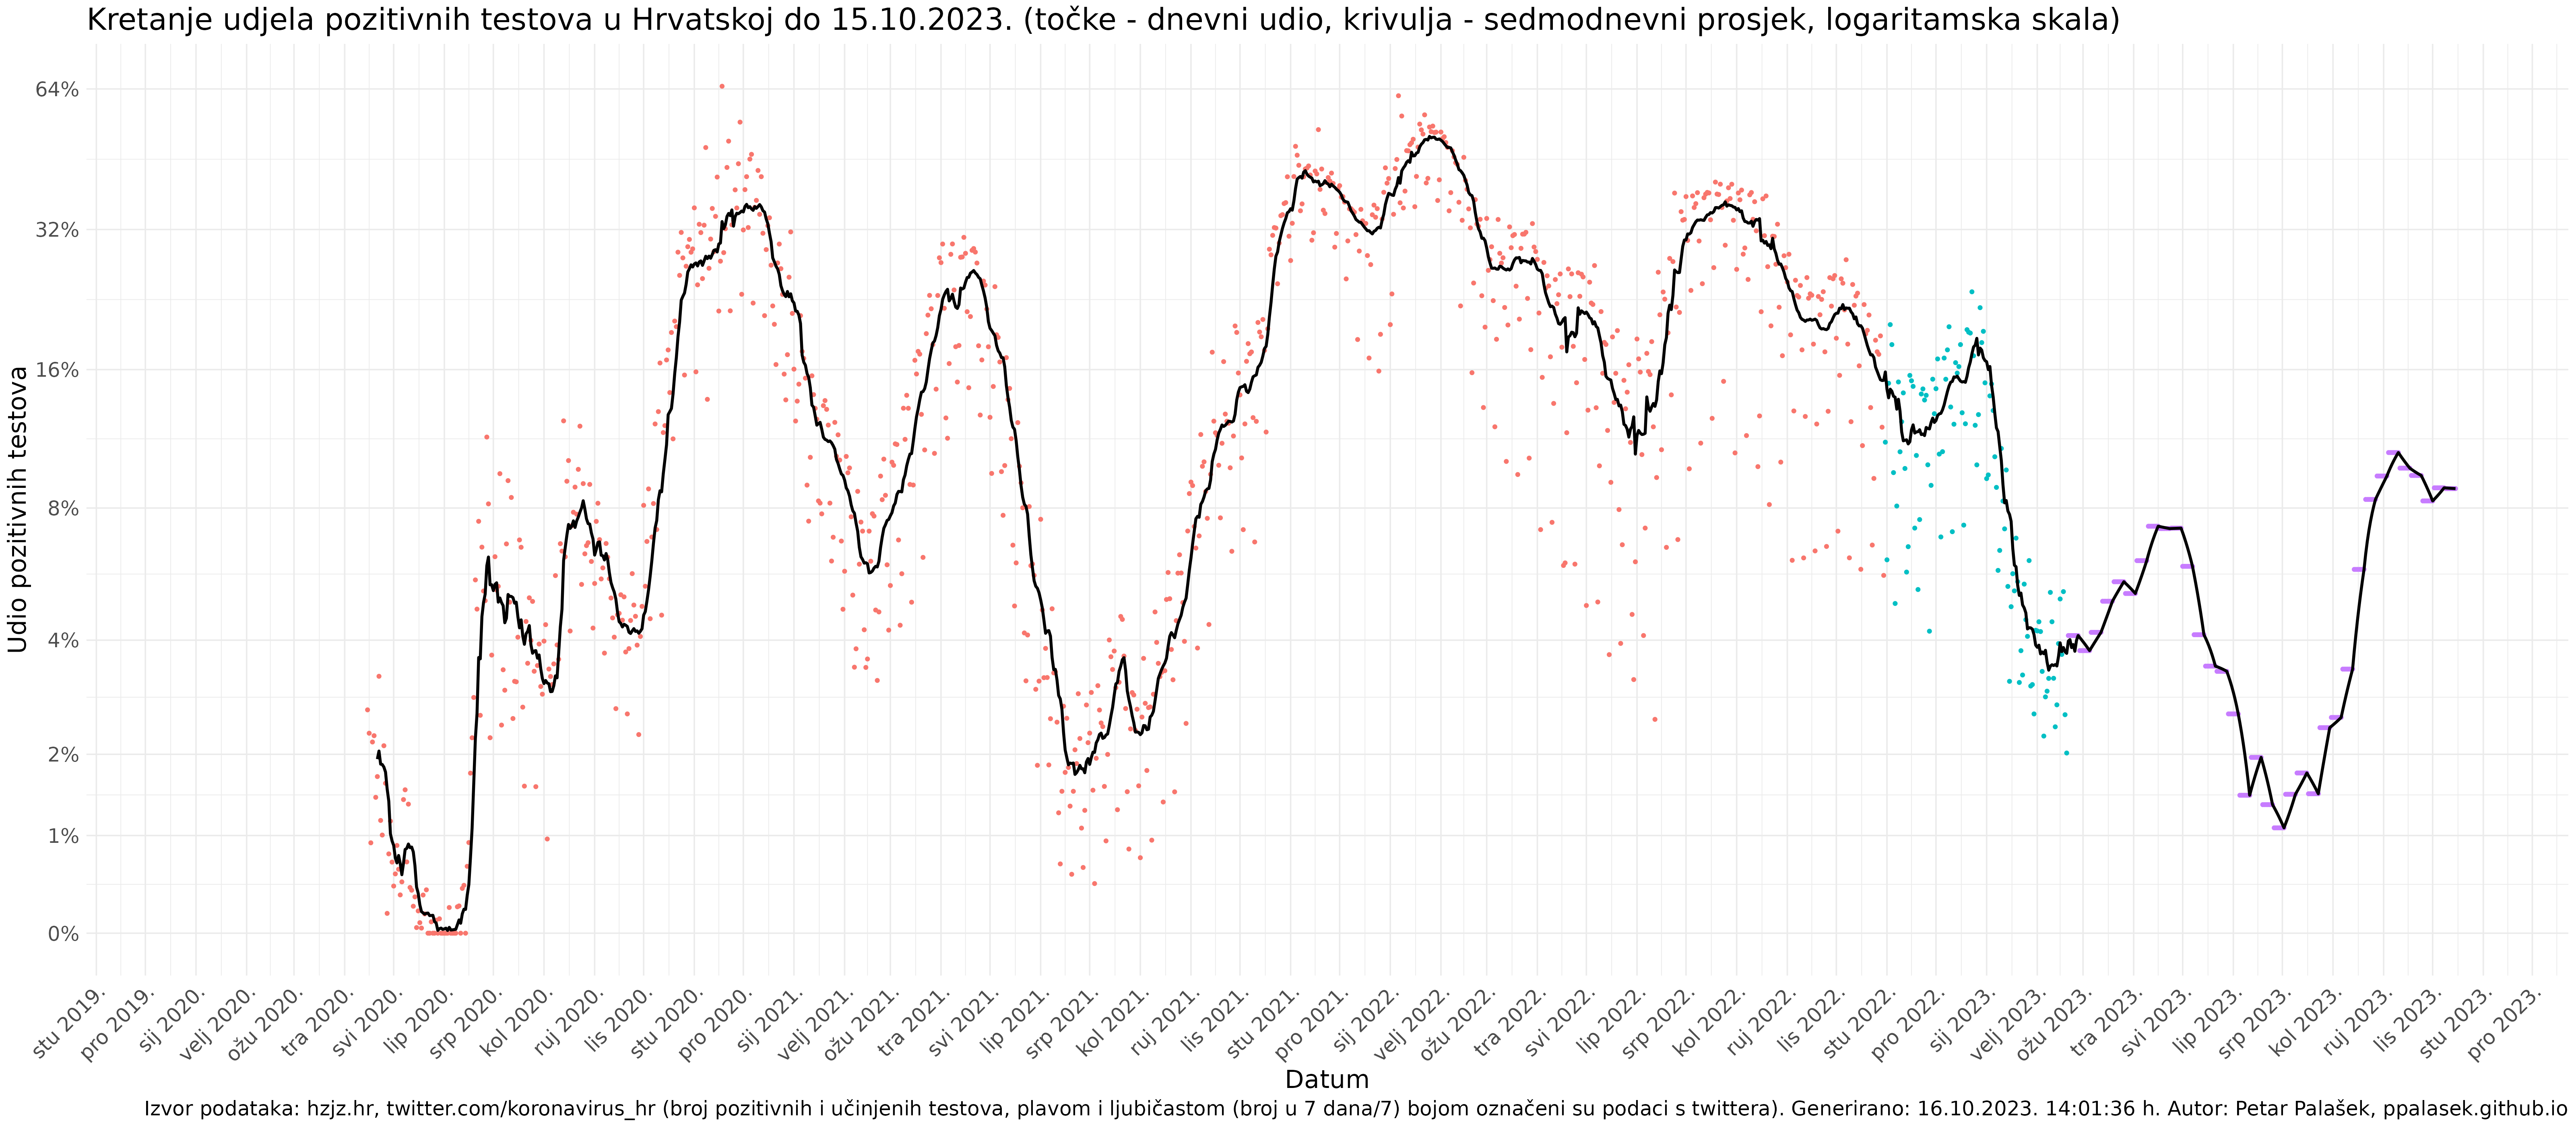 Kretanje udjela pozitivnih testova u Hrvatskoj do 15.10.2023. (točke - dnevni udio, krivulja - sedmodnevni prosjek, logaritamska skala)
Udio pozitivnih testova
64%
32%
16%
8%
4%
2%
1%
0%
stu 2019.
pro 2019.
sij 2020.
velj 2020.
ožu 2020.
tra 2020.
svi 2020.
lip 2020.
srp 2020.
kol 2020.
ruj 2020.
lis 2020.
stu 2020.
pro 2020.
sij 2021.
velj 2021.
ožu 2021.
tra 2021.
svi 2021.
lip 2021.
srp 2021.
kol 2021.
ruj 2021.
lis 2021.
stu 2021.
pro 2021.
sij 2022.
velj 2022.
ožu 2022.
tra 2022.
svi 2022.
lip 2022.
srp 2022.
kol 2022.
ruj 2022.
lis 2022.
stu 2022.
pro 2022.
sij 2023.
velj 2023.
ožu 2023.
tra 2023.
svi 2023.
lip 2023.
srp 2023.
kol 2023.
ruj 2023.
lis 2023.
stu 2023.
pro 2023.
Datum
Izvor podataka: hzjz.hr, twitter.com/koronavirus_hr (broj pozitivnih i učinjenih testova, plavom i ljubičastom (broj u 7 dana/7) bojom označeni su podaci s twittera). Generirano: 16.10.2023. 14:01:36 h. Autor: Petar Palašek, ppalasek.github.io